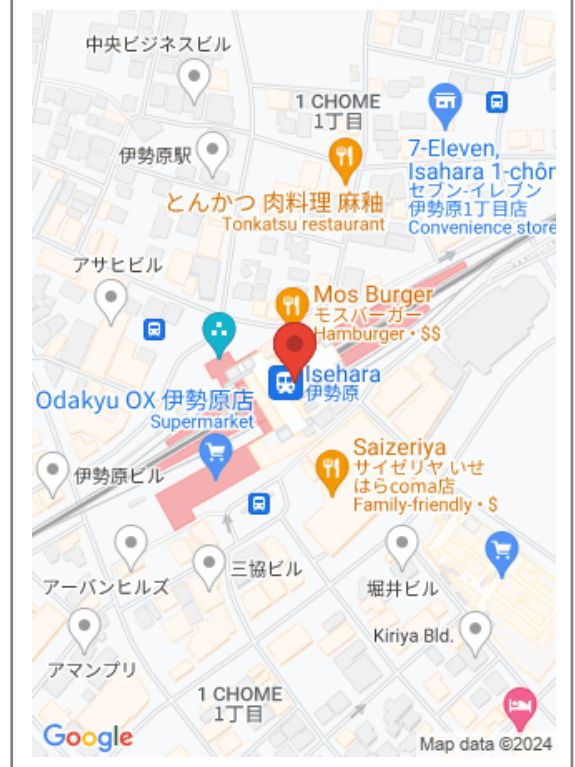 中央ビジネスビル
1 CHOME
1丁目
7-Eleven,
Isahara 1-chôn
セブン-イレブン
伊勢原1丁目店
Convenience store
伊勢原駅
とんかつ 肉料理 麻釉
Tonkatsu restaurant
アサヒビル
Mos Burger
モスバーガー
Hamburger • $$
Isehara
伊勢原
Odakyu OX 伊勢原店
Supermarket
Saizeriya
サイゼリヤ いせ
はらcoma店
Family-friendly • $
伊勢原ビル
三協ビル
アーバンヒルズ
堀井ビル
Kiriya Bld.
アマンプリ
1 CHOME
1丁目
Google
Map data ©2024